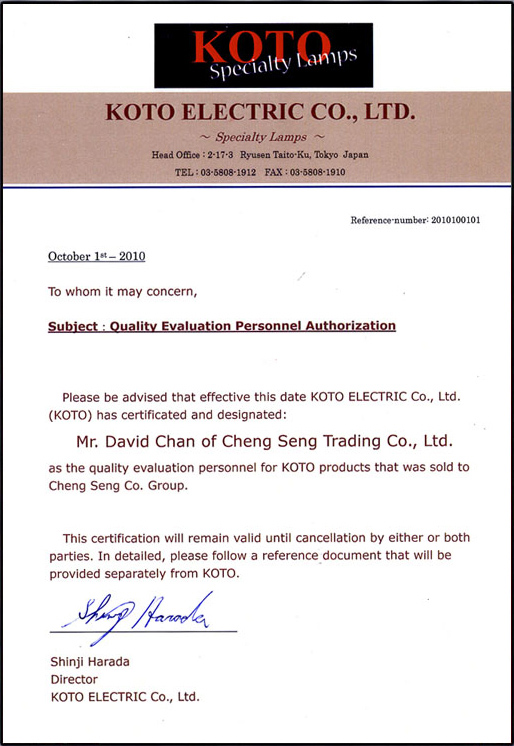 KOTO
Specialty Lamps
KOTO ELECTRIC CO., LTD.
~ Specialty Lamps ~
Head Office : 2-17-3 Ryusen Taito-Ku, Tokyo Japan
TEL : 03-5808-1912 FAX : 03-5808-1910
Reference-number: 2010100101
October 1st – 2010
To whom it may concern,
Subject : Quality Evaluation Personnel Authorization
Please be advised that effective this date KOTO ELECTRIC Co., Ltd.
(KOTO) has certificated and designated:
Mr. David Chan of Cheng Seng Trading Co., Ltd.
as the quality evaluation personnel for KOTO products that was sold to
Cheng Seng Co. Group.
This certification will remain valid until cancellation by either or both
parties. In detailed, please follow a reference document that will be
provided separately from KOTO.
Shinji Harada
Shinji Harada
Director
KOTO ELECTRIC Co., Ltd.